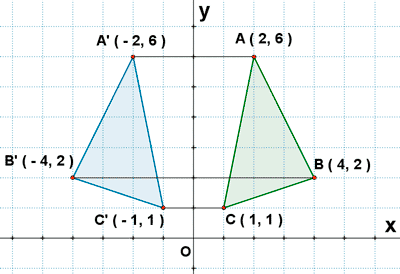 y
A' ( - 2, 6 )
A ( 2, 6 )
B' ( - 4, 2 )
B ( 4, 2 )
C' ( - 1, 1 )
C ( 1, 1 )
x
O